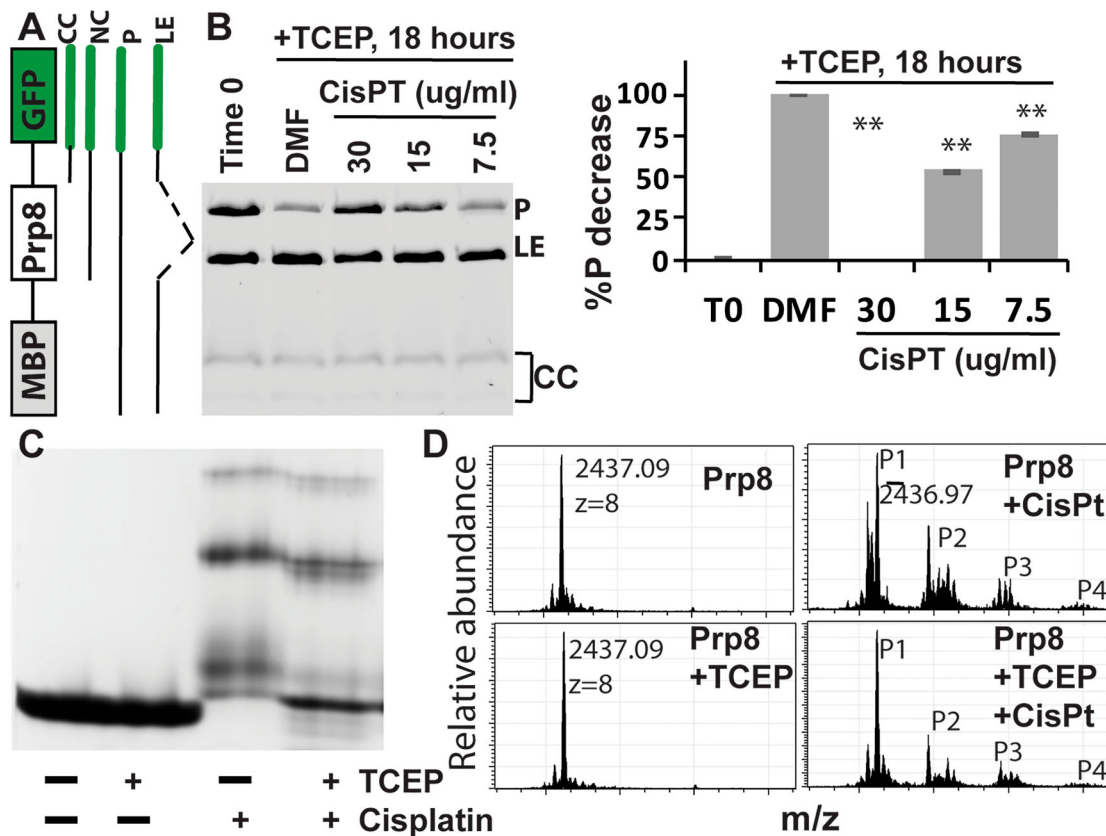 A
CC
NC
P
LE
GFP
Prp8
MBP
B
+TCEP, 18 hours
CisPT (ug/ml)
Time 0
DMF
30
15
7.5
P
LE
CC
+TCEP, 18 hours
%P decrease
100
75
50
25
0
**
**
**
T0 DMF 30 15 7.5
CisPT (ug/ml)
C
− + − + TCEP
− − + + Cisplatin
D
Relative abundance
2437.09
z=8
Prp8
P1
2436.97
P2
P3
P4
Prp8
+CisPt
2437.09
z=8
Prp8
+TCEP
P1
P2
P3
P4
Prp8
+TCEP
+CisPt
m/z